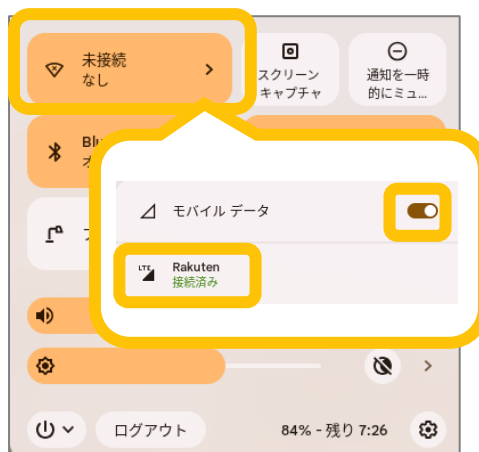 未接続
なし
スクリーン
キャプチャ
通知を一時
的にミュ...
Blu
オ
モバイル データ
LTE
Rakuten
接続済み
ログアウト
84% - 残り 7:26